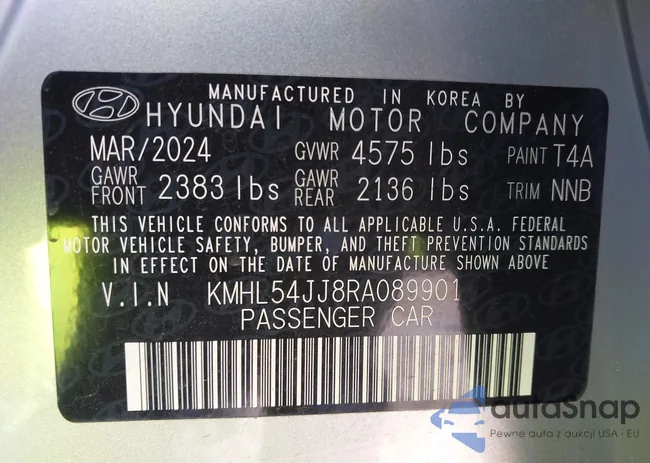 MANUFACTURED IN KOREA BY
HYUNDAI MOTOR COMPANY
MAR/2024 GVWR 4575 lbs PAINT T4A
GAWR FRONT 2383 lbs GAWR REAR 2136 lbs TRIM NNB
THIS VEHICLE CONFORMS TO ALL APPLICABLE U.S.A. FEDERAL
MOTOR VEHICLE SAFETY, BUMPER, AND THEFT PREVENTION STANDARDS
IN EFFECT ON THE DATE OF MANUFACTURE SHOWN ABOVE
V.I.N KMHL54JJ8RA089901
PASSENGER CAR
autoSnap
Pewne auta z aukcji USA i EU